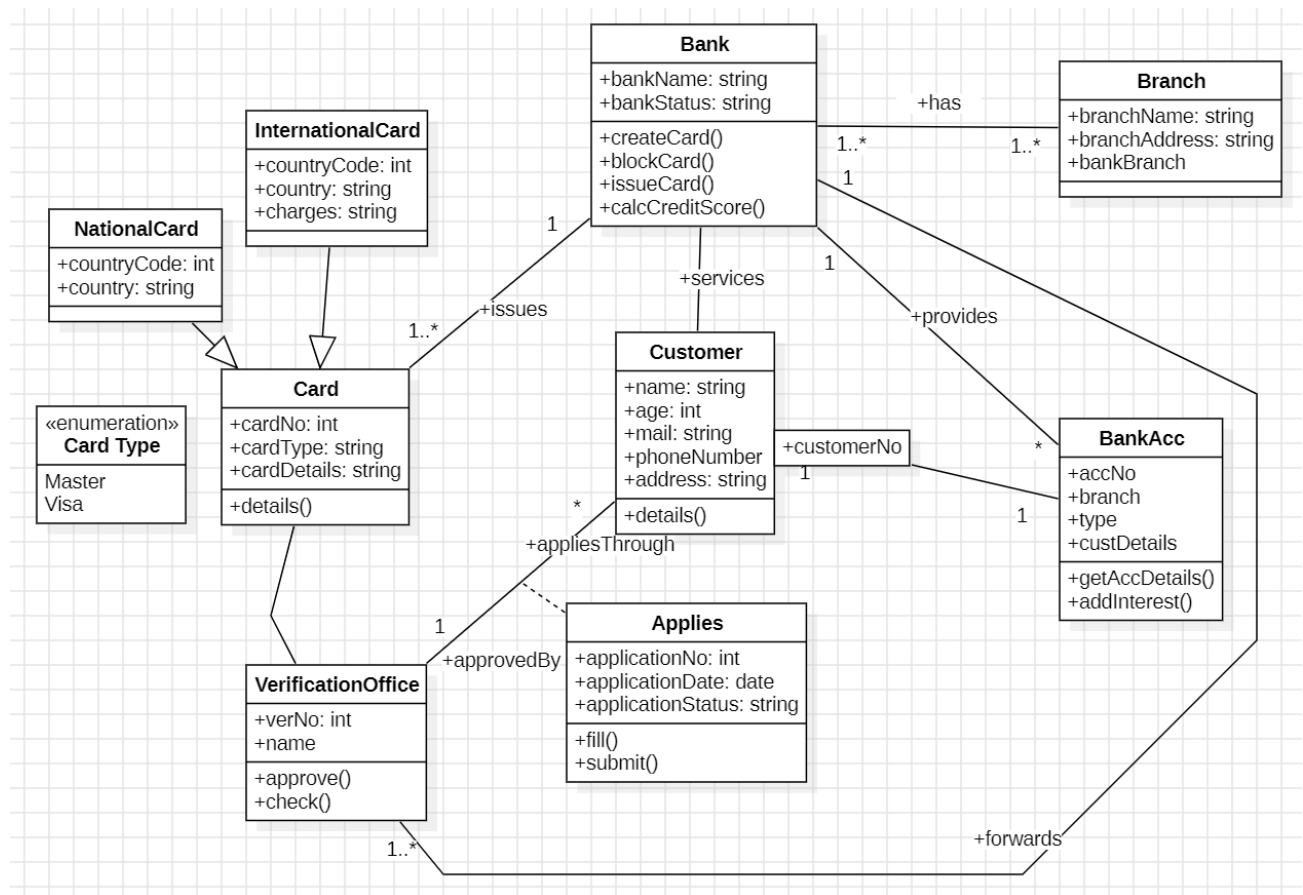 Bank
+bankName: string
+bankStatus: string
+createCard()
+blockCard()
+issueCard()
+calcCreditScore()
Branch
+branchName: string
+branchAddress: string
+bankBranch
+has
1..*
1..*
InternationalCard
+countryCode: int
+country: string
+charges: string
NationalCard
+countryCode: int
+country: string
1
+issues
1..*
+services
1
1
+provides
*
Customer
+name: string
+age: int
+mail: string
+phoneNumber
+address: string
+details()
+customerNo
1
1
Card
+cardNo: int
+cardType: string
+cardDetails: string
+details()
«enumeration»
Card Type
Master
Visa
BankAcc
+accNo
+branch
+type
+custDetails
+getAccDetails()
+addInterest()
*
+appliesThrough
1
+approvedBy
Applies
+applicationNo: int
+applicationDate: date
+applicationStatus: string
+fill()
+submit()
VerificationOffice
+verNo: int
+name
+approve()
+check()
1..*
+forwards